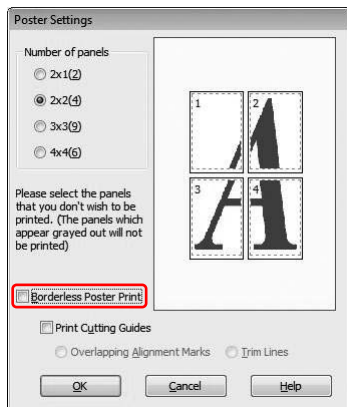 Poster Settings
Number of panels
2x1(2)
2x2(4)
3x3(9)
4x4(6)
1 2
3 4
Please select the panels
that you don't wish to be
printed. (The panels which
appear grayed out will not
be printed)
Borderless Poster Print
Print Cutting Guides
Overlapping Alignment Marks Trim Lines
OK Cancel Help